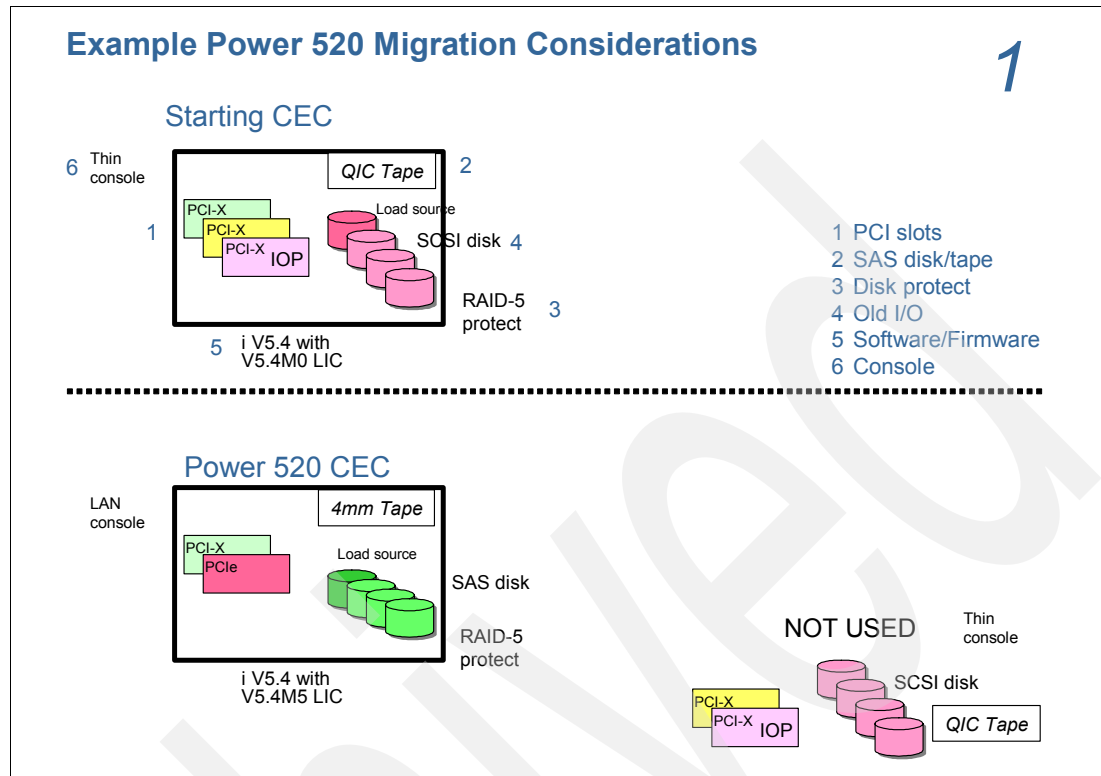 Example Power 520 Migration Considerations
1
Starting CEC
6 Thin console
QIC Tape
2
PCI-X
PCI-X
PCI-X IOP
1
Load source
SCSI disk 4
RAID-5
protect
3
5 i V5.4 with
V5.4M0 LIC
1 PCI slots
2 SAS disk/tape
3 Disk protect
4 Old I/O
5 Software/Firmware
6 Console
Power 520 CEC
LAN
console
4mm Tape
PCI-X
PCIe
Load source
SAS disk
RAID-5
protect
i V5.4 with
V5.4M5 LIC
NOT USED
Thin
console
SCSI disk
PCI-X
PCI-X IOP
QIC Tape